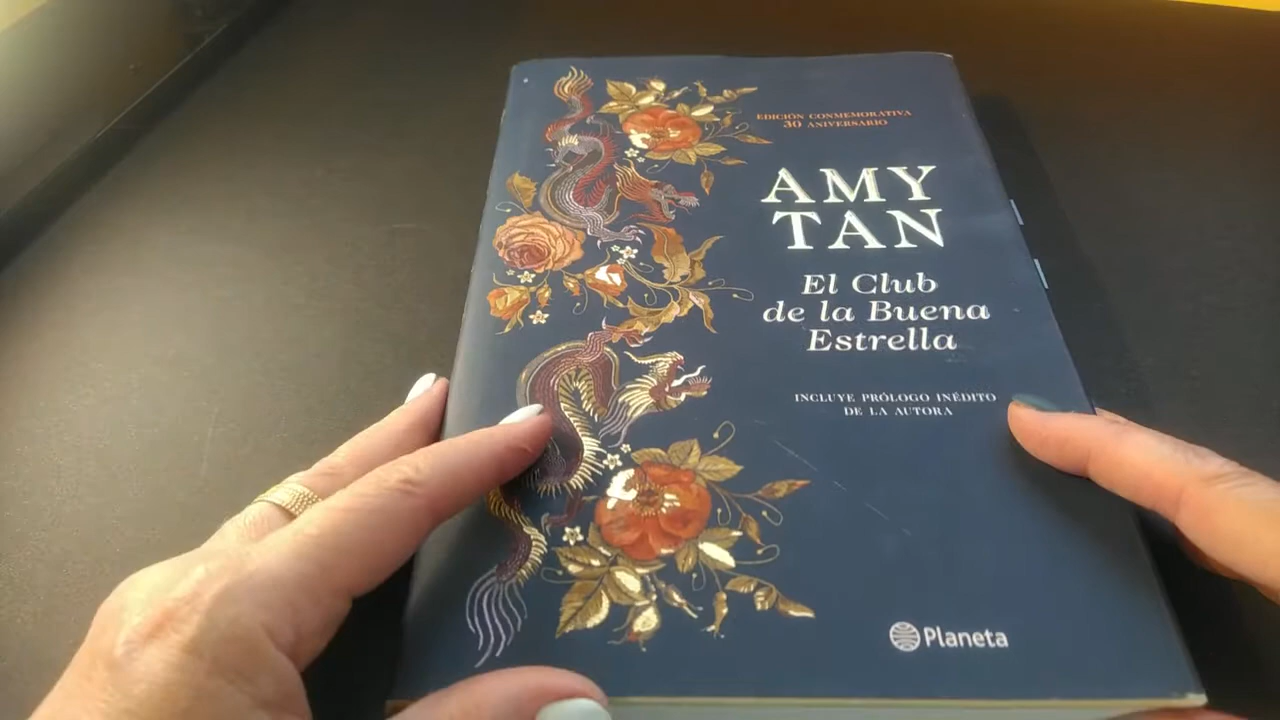 EDICIÓN CONMEMORATIVA
30 ANIVERSARIO
AMY
TAN
El Club
de la Buena
Estrella
INCLUYE PRÓLOGO INÉDITO
DE LA AUTORA
Planeta